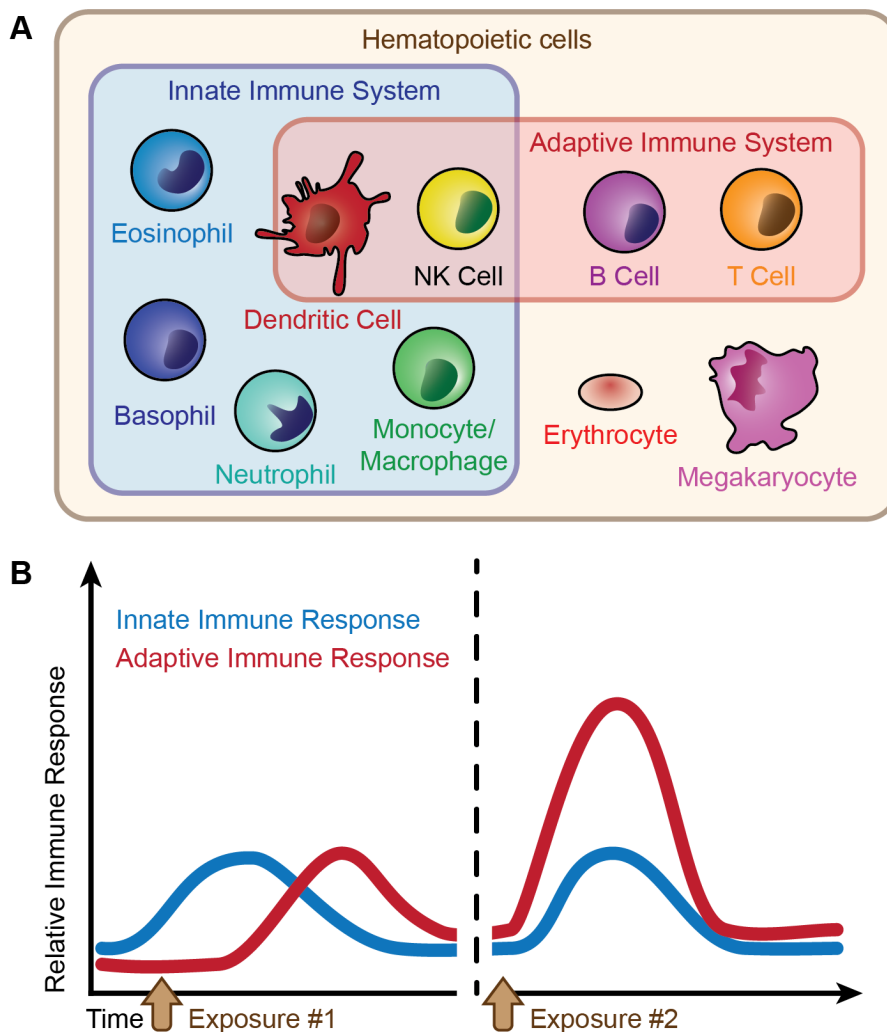 A
Hematopoietic cells
Innate Immune System
Adaptive Immune System
Eosinophil
NK Cell
B Cell
T Cell
Dendritic Cell
Basophil
Neutrophil
Monocyte/
Macrophage
Erythrocyte
Megakaryocyte
B
Innate Immune Response
Adaptive Immune Response
Relative Immune Response
Time
Exposure #1
Exposure #2